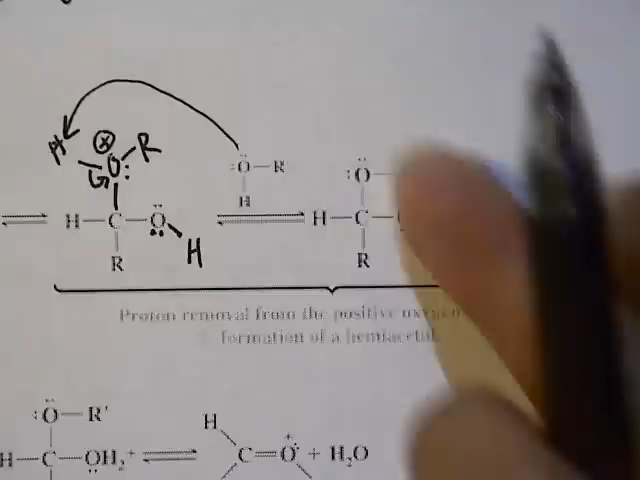 H ⊕ R
O:
:Ö—R
H
:Ö
H—C—Ö H
H—C
R
R
Proton removal from the positive oxygen
formation of a hemiacetal
:Ö—R'
H
H—C—OH₂⁺ ⇌ C=O⁺ + H₂O